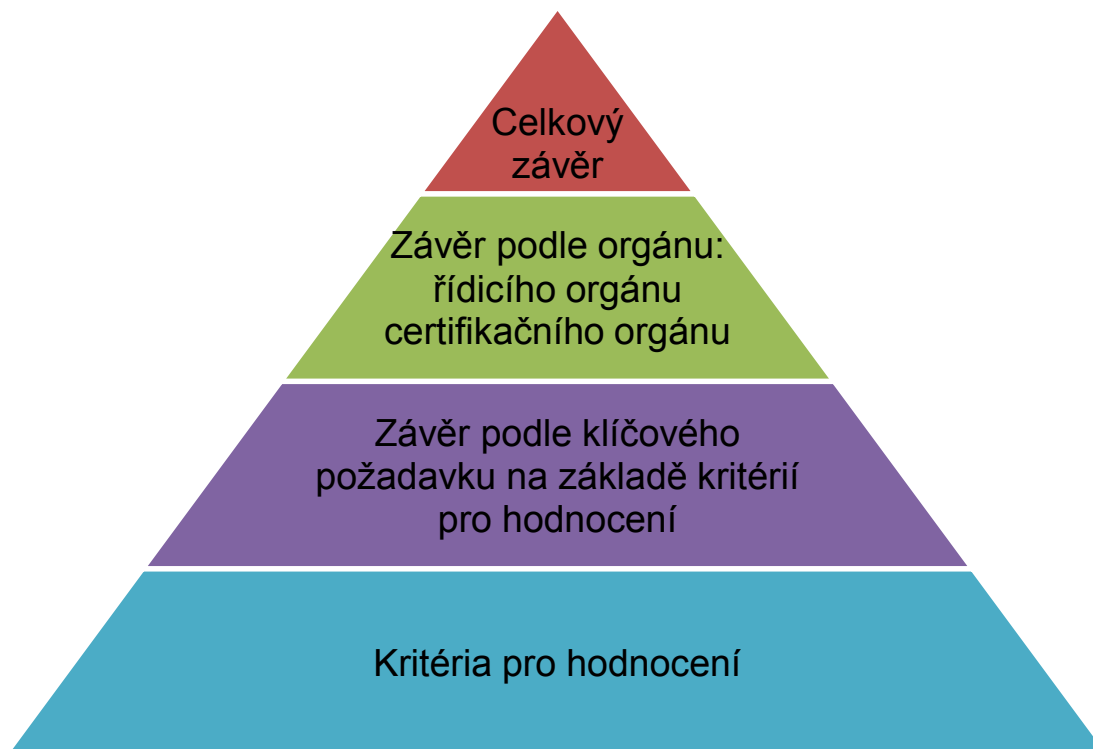 Celkový
závěr
Závěr podle orgánu:
řídicího orgánu
certifikačního orgánu
Závěr podle klíčového
požadavku na základě kritérií
pro hodnocení
Kritéria pro hodnocení